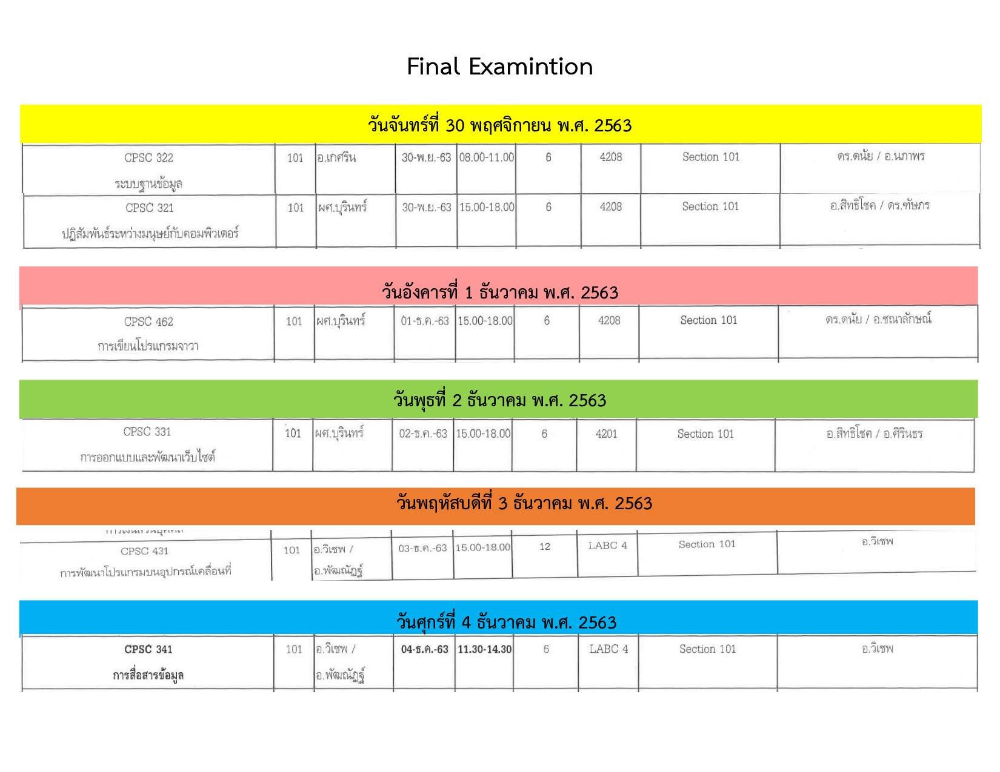 Final Examintion
วันจันทร์ที่ 30 พฤศจิกายน พ.ศ. 2563
CPSC 322 101 อ.เกศริน 30-พ.ย.-63 08.00-11.00 6 4208 Section 101 ดร.ดนัย / อ.นภาพร
ระบบฐานข้อมูล
CPSC 321 101 ผศ.บุรินทร์ 30-พ.ย.-63 15.00-18.00 6 4208 Section 101 อ.สิทธิโชค / ดร.ฑัษภร
ปฏิสัมพันธ์ระหว่างมนุษย์กับคอมพิวเตอร์
วันอังคารที่ 1 ธันวาคม พ.ศ. 2563
CPSC 462 101 ผศ.บุรินทร์ 01-ธ.ค.-63 15.00-18.00 6 4208 Section 101 ดร.ดนัย / อ.ชณาลักษณ์
การเขียนโปรแกรมจาวา
วันพุธที่ 2 ธันวาคม พ.ศ. 2563
CPSC 331 101 ผศ.บุรินทร์ 02-ธ.ค.-63 15.00-18.00 6 4201 Section 101 อ.สิทธิโชค / อ.ศิรินธร
การออกแบบและพัฒนาเว็บไซต์
วันพฤหัสบดีที่ 3 ธันวาคม พ.ศ. 2563
CPSC 431 101 อ.วิเชพ / 03-ธ.ค.-63 15.00-18.00 12 LABC 4 Section 101 อ.วิเชพ
การพัฒนาโปรแกรมบนอุปกรณ์เคลื่อนที่ อ.พัฒณัฏฐ์
วันศุกร์ที่ 4 ธันวาคม พ.ศ. 2563
CPSC 341 101 อ.วิเชพ / 04-ธ.ค.-63 11.30-14.30 6 LABC 4 Section 101 อ.วิเชพ
การสื่อสารข้อมูล อ.พัฒณัฏฐ์